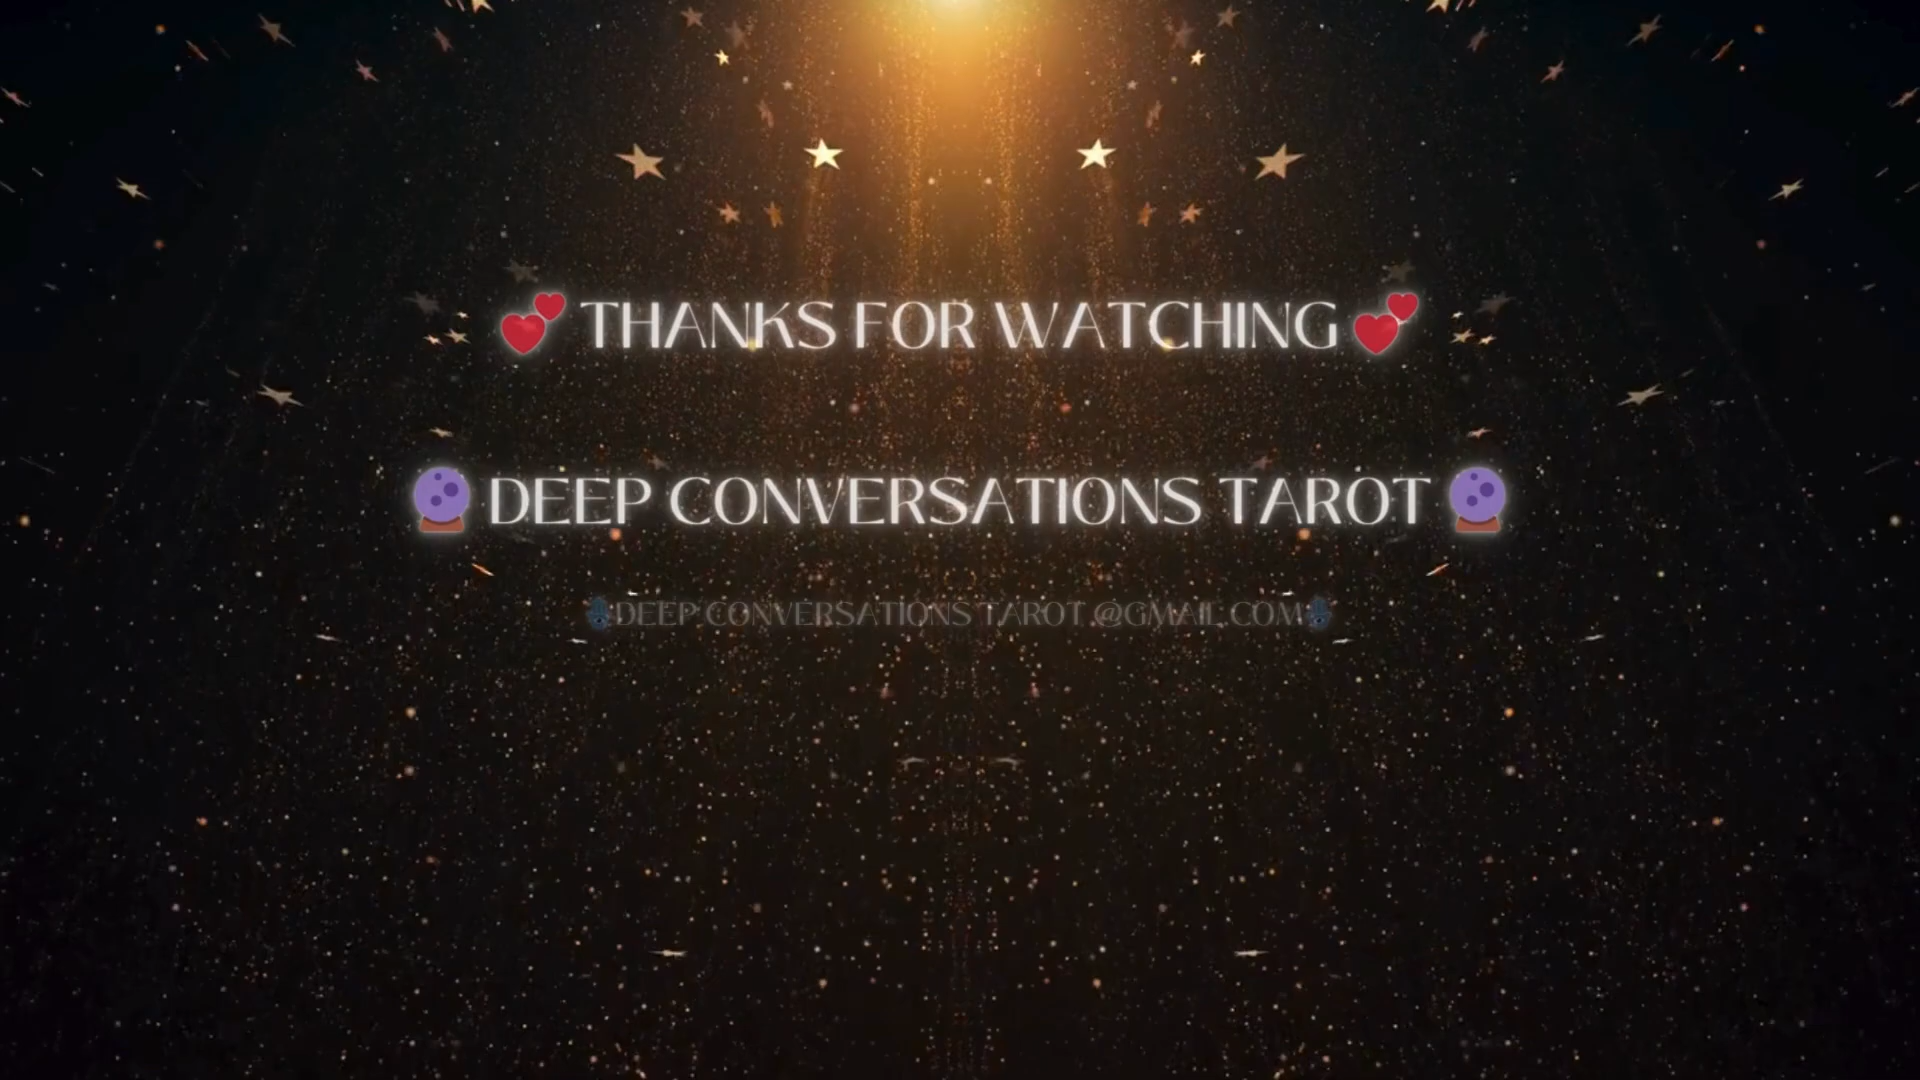 💕 THANKS FOR WATCHING 💕
🔮 DEEP CONVERSATIONS TAROT 🔮
🪬DEEP CONVERSATIONS TAROT @GMAIL.COM🪬